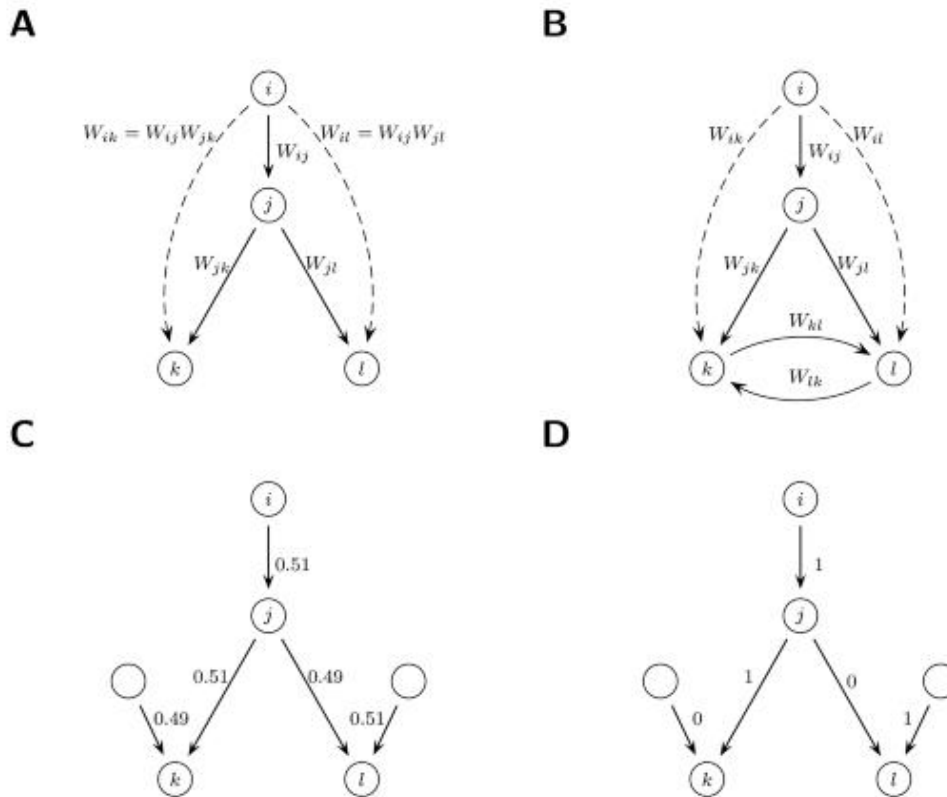 A
B
i
i
W_{ik} = W_{ij}W_{jk}
W_{il} = W_{ij}W_{jl}
W_{ik}
W_{il}
W_{ij}
W_{ij}
j
j
W_{jk}
W_{jl}
W_{jk}
W_{jl}
W_{kl}
k
l
k
l
W_{lk}
C
D
i
i
0.51
1
j
j
0.51
0.49
1
0
0.49
0.51
0
1
k
l
k
l